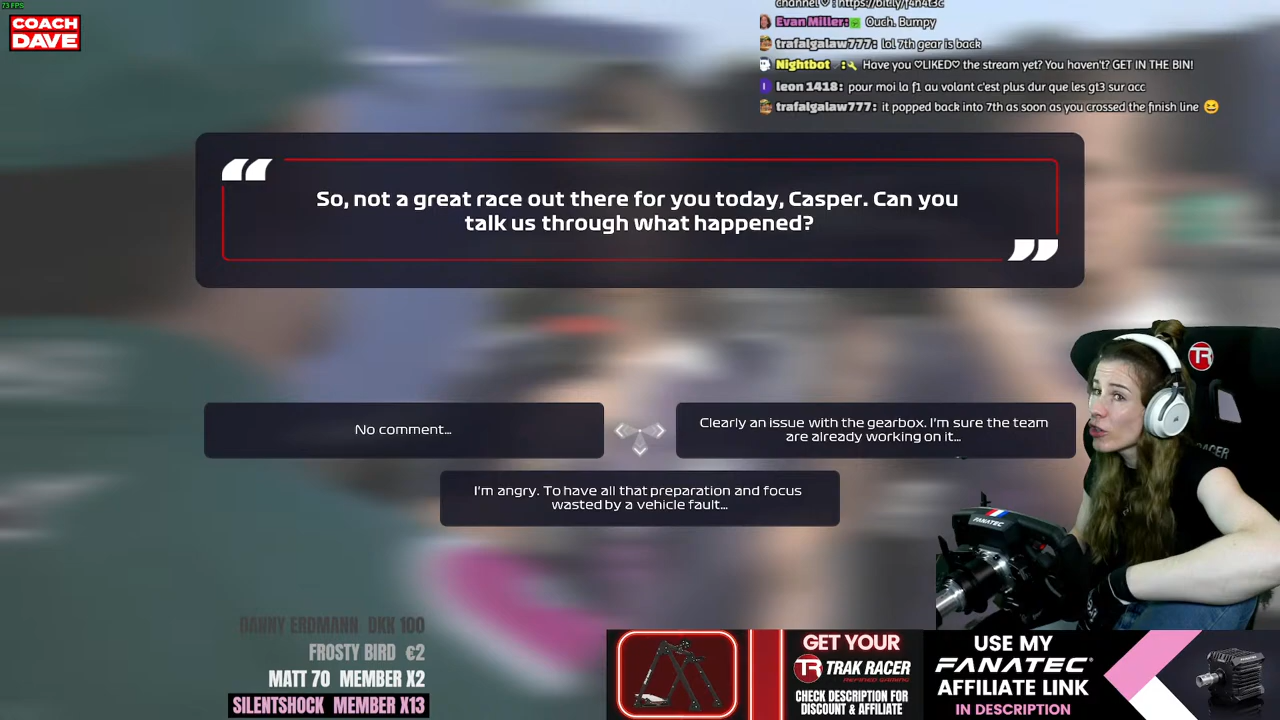 73 FPS
COACH
DAVE
Evan Miller: Ouch. Bumpy
trafalgalaw777: lol 7th gear is back
Nightbot : Have you ♡LIKED♡ the stream yet? You haven't? GET IN THE BIN!
leon 1418: pour moi la f1 au volant c'est plus dur que les gt3 sur acc
trafalgalaw777: it popped back into 7th as soon as you crossed the finish line 😆
So, not a great race out there for you today, Casper. Can you
talk us through what happened?
No comment...
Clearly an issue with the gearbox. I'm sure the team
are already working on it...
I'm angry. To have all that preparation and focus
wasted by a vehicle fault...
TR
RACER
FANATEC
DANNY ERDMANN DKK 100
FROSTY BIRD €2
MATT 70 MEMBER X2
SILENTSHOCK MEMBER X13
GET YOUR
TR TRAK RACER
REFINED GAMING
CHECK DESCRIPTION FOR
DISCOUNT & AFFILIATE
USE MY
FANATEC®
AFFILIATE LINK
IN DESCRIPTION